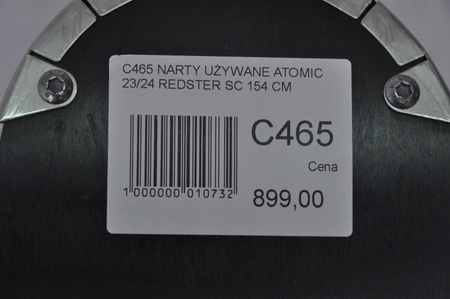 C465 NARTY UŻYWANE ATOMIC
23/24 REDSTER SC 154 CM
C465
Cena
1 000000 010732
899,00